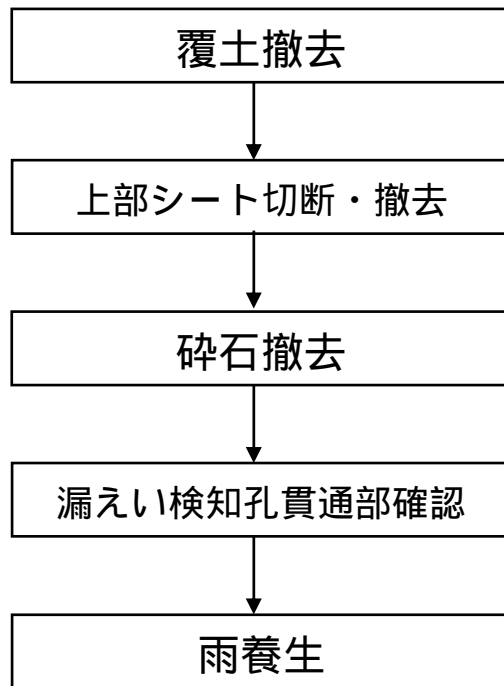 覆土撤去
上部シート切断・撤去
砕石撤去
漏えい検知孔貫通部確認
雨養生